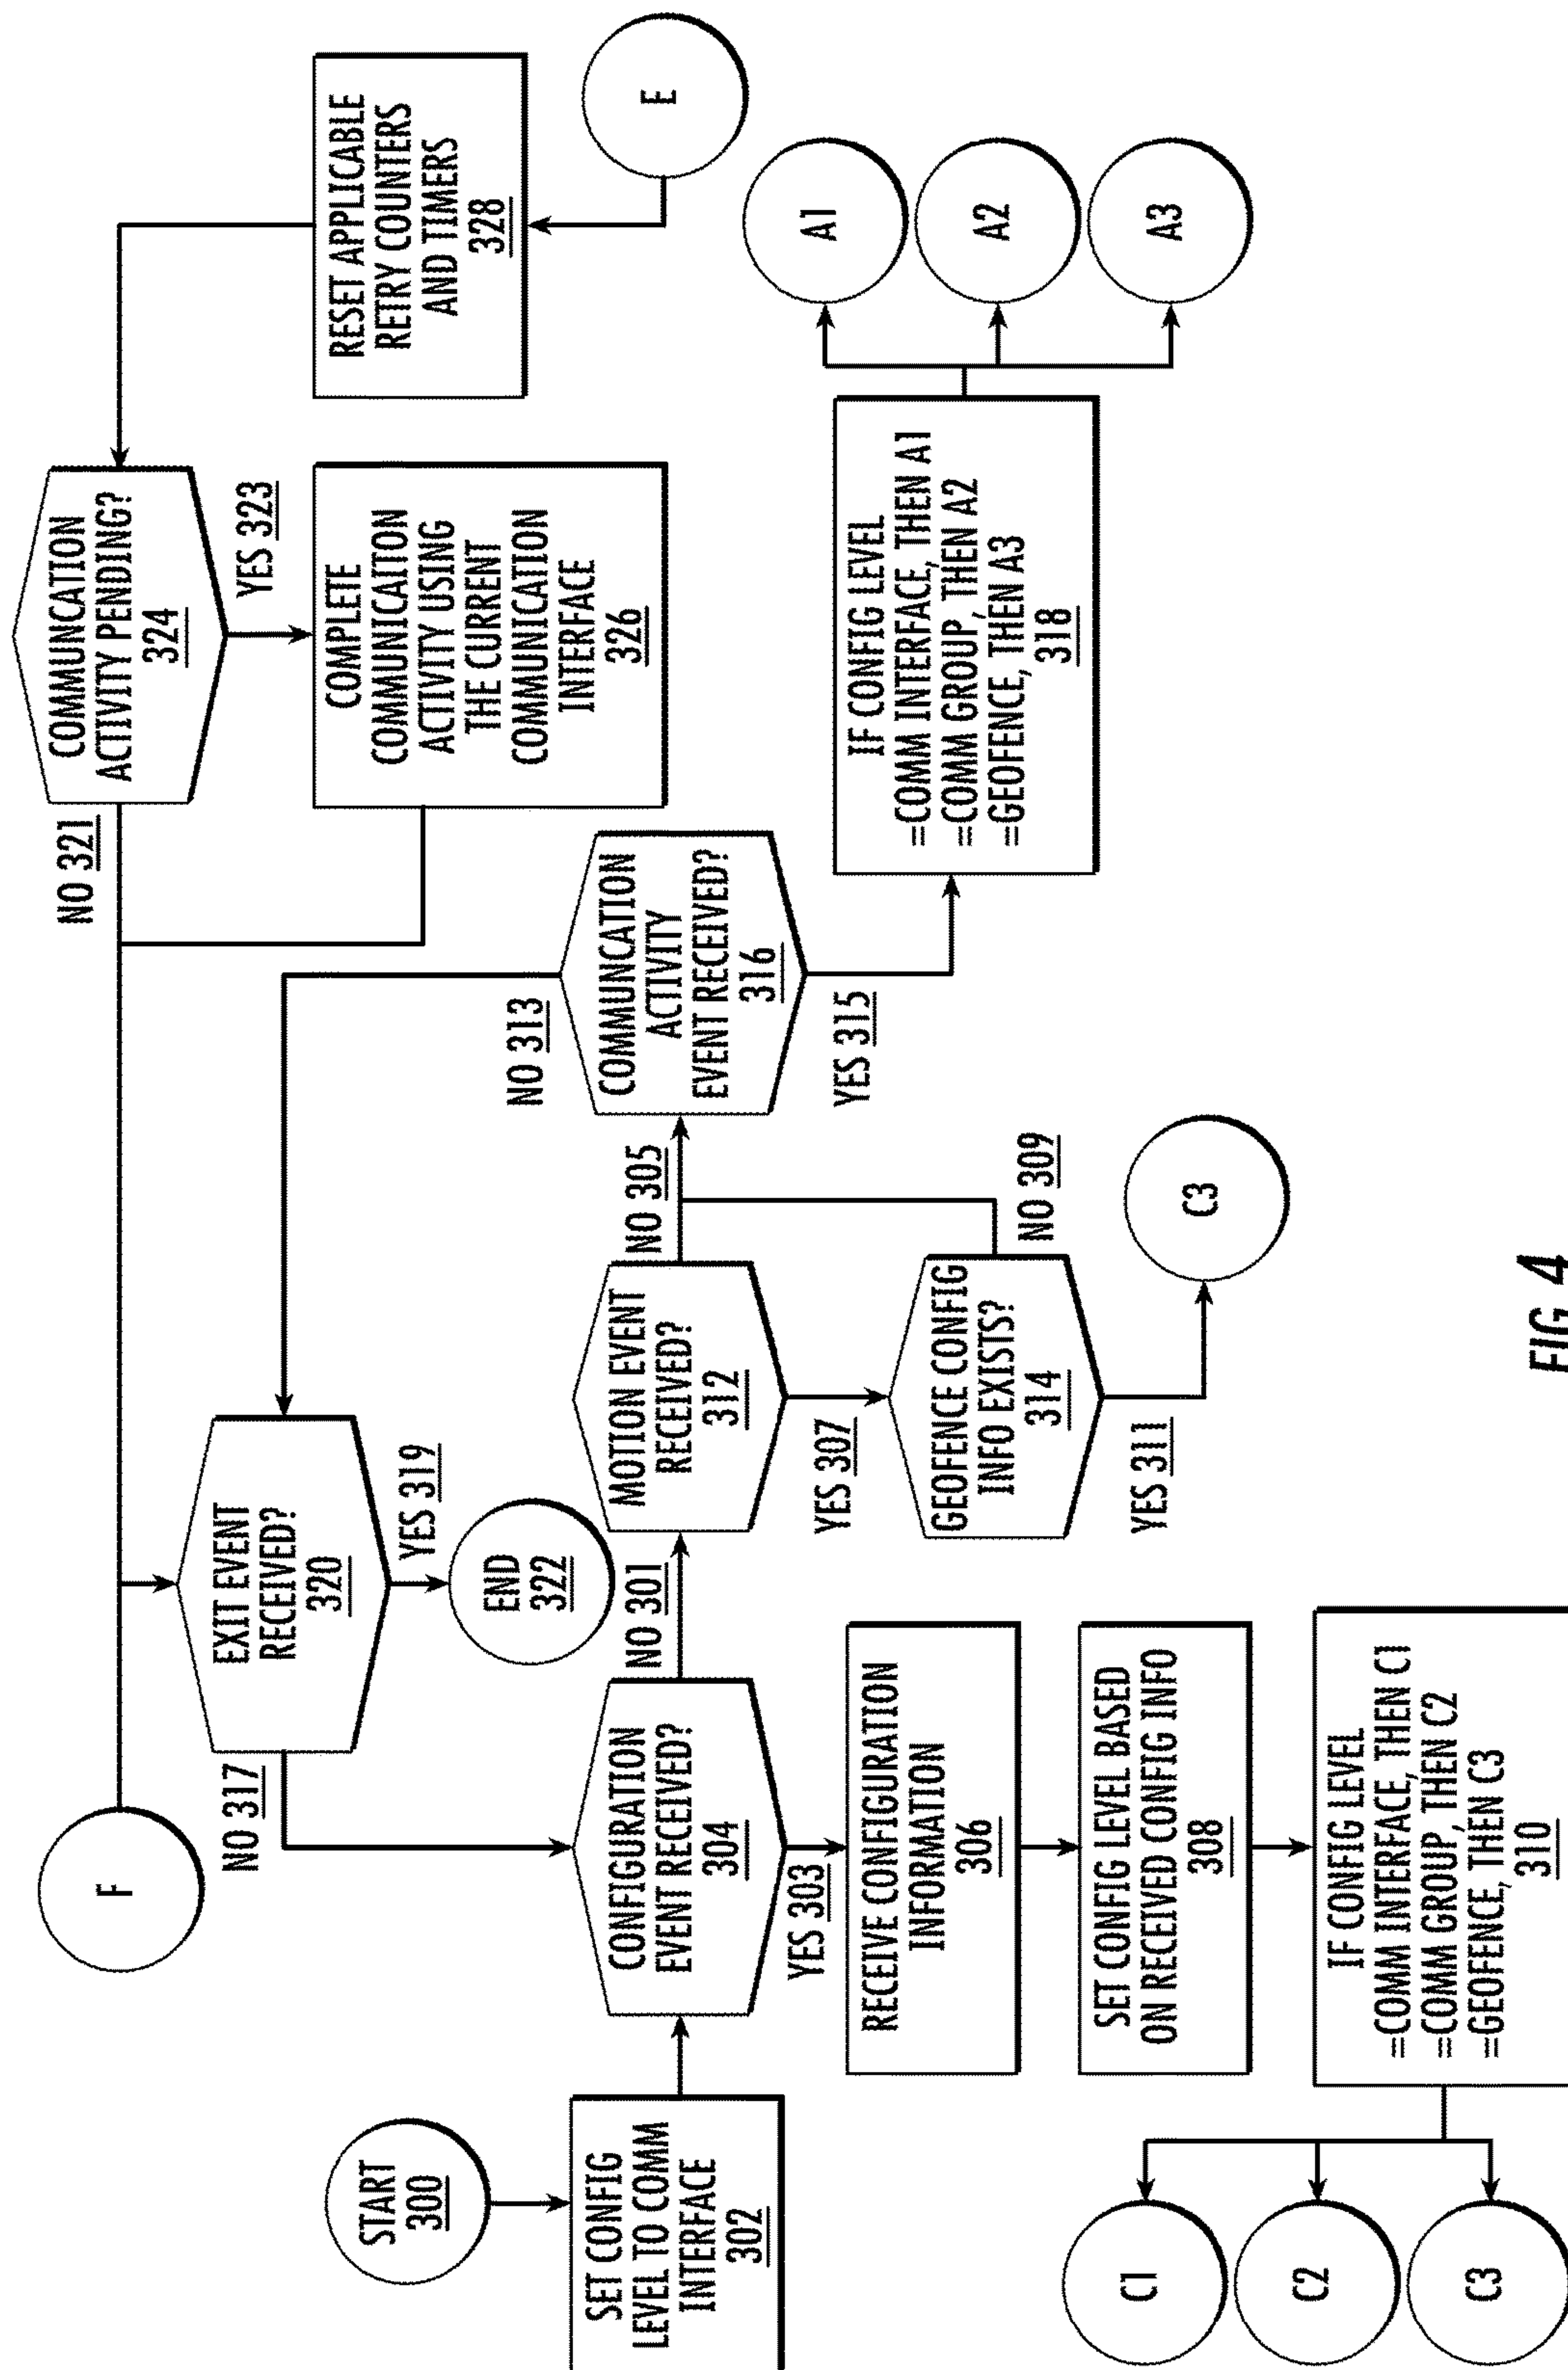 START
300
SET CONFIG
LEVEL TO COMM
INTERFACE
302
F
NO 317
EXIT EVENT
RECEIVED?
320
YES 319
END
322
CONFIGURATION
EVENT RECEIVED?
304
NO 301
YES 303
RECEIVE CONFIGURATION
INFORMATION
306
SET CONFIG LEVEL BASED
ON RECEIVED CONFIG INFO
308
IF CONFIG LEVEL
=COMM INTERFACE, THEN C1
=COMM GROUP, THEN C2
=GEOFENCE, THEN C3
310
C1
C2
C3
MOTION EVENT
RECEIVED?
312
NO 305
YES 307
GEOFENCE CONFIG
INFO EXISTS?
314
NO 309
YES 311
C3
COMMUNCATION
ACTIVITY
EVENT RECEIVED?
316
NO 313
YES 315
IF CONFIG LEVEL
=COMM INTERFACE, THEN A1
=COMM GROUP, THEN A2
=GEOFENCE, THEN A3
318
A1
A2
A3
NO 321
COMMUNCATION
ACTIVITY PENDING?
324
YES 323
COMPLETE
COMMUNICAITON
ACTIVITY USING
THE CURRENT
COMMUNICATION
INTERFACE
326
RESET APPLICABLE
RETRY COUNTERS
AND TIMERS
328
E
FIG. 4